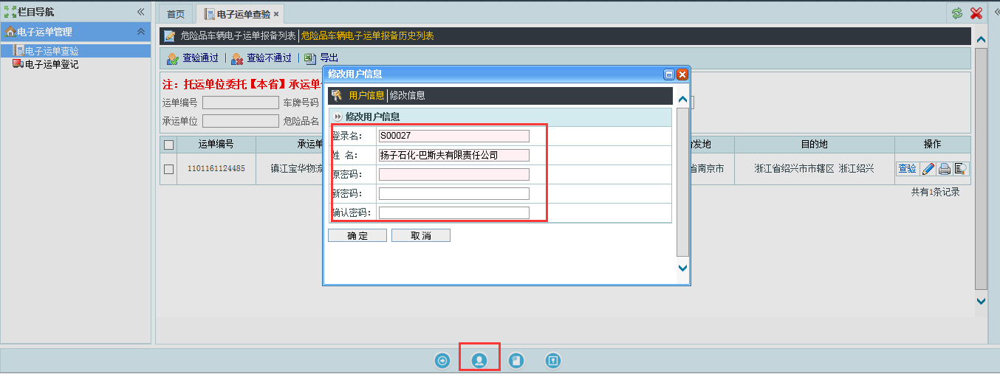 栏目导航
首页
电子运单查验
电子运单管理
电子运单查验
电子运单登记
危险品车辆电子运单报备列表 | 危险品车辆电子运单报备历史列表
查验通过 | 查验不通过 | 导出
注：托运单位委托【本省】承运单
运单编号 车牌号码
承运单位 危险品名
运单编号 承运单 发地 目的地 操作
1101161124485 镇江宝华物流 省南京市 浙江省绍兴市市辖区 浙江绍兴 查验
共有1条记录
修改用户信息
用户信息 | 修改信息
修改用户信息
登录名： S00027
姓 名： 扬子石化-巴斯夫有限责任公司
原密码：
新密码：
确认密码：
确 定 取 消